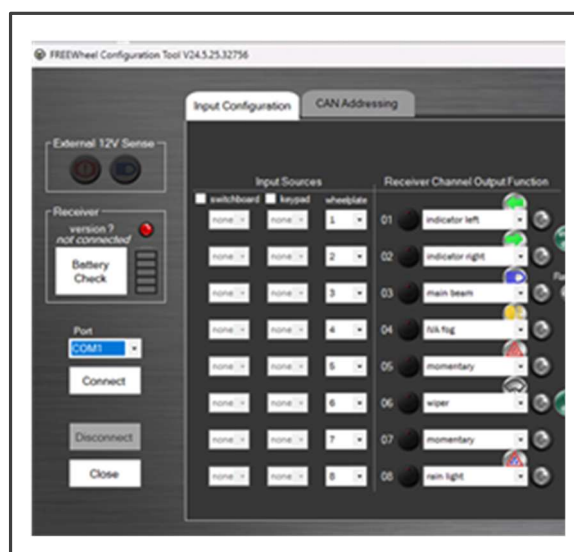 FREEWheel Configuration Tool V24.5.25.32756
Input Configuration
CAN Addressing
External 12V Sense
Input Sources
Receiver Channel Output Function
switchboard keypad wheelplate
Receiver
version ?
not connected
Battery Check
none none 1 01 indicator left
none none 2 02 indicator right
none none 3 03 main beam
none none 4 04 fog
none none 5 05 momentary
none none 6 06 wiper
none none 7 07 momentary
none none 8 08 rain light
Port
COM1
Connect
Disconnect
Close